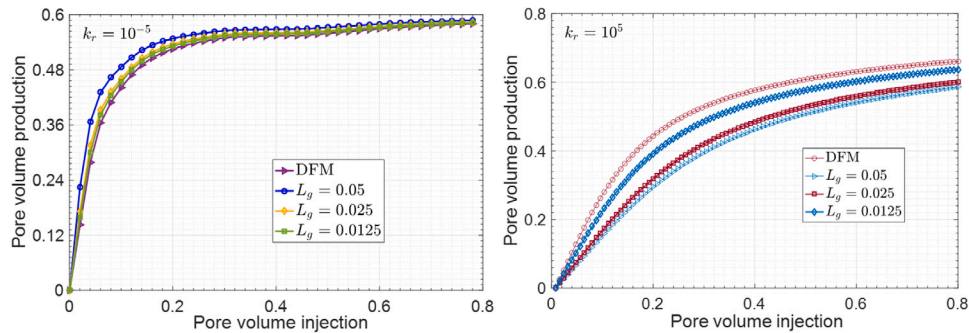 k_r = 10^{-5}
0.6
0.48
0.36
0.24
0.12
0
Pore volume production
DFM
L_g = 0.05
L_g = 0.025
L_g = 0.0125
0 0.2 0.4 0.6 0.8
Pore volume injection
k_r = 10^5
0.8
0.6
0.4
0.2
0
Pore volume production
DFM
L_g = 0.05
L_g = 0.025
L_g = 0.0125
0 0.2 0.4 0.6 0.8
Pore volume injection